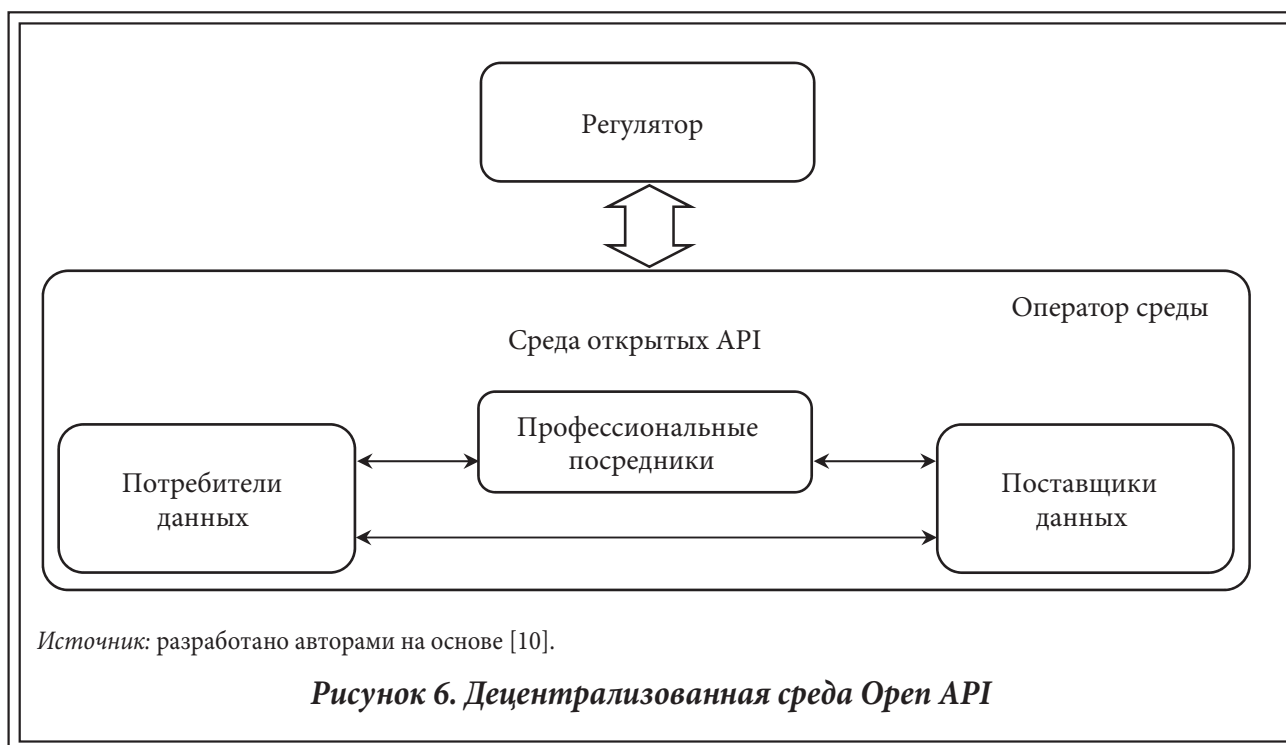 Регулятор
Оператор среды
Среда открытых API
Профессиональные
посредники
Потребители
данных
Поставщики
данных
Источник: разработано авторами на основе [10].
Рисунок 6. Децентрализованная среда Open API